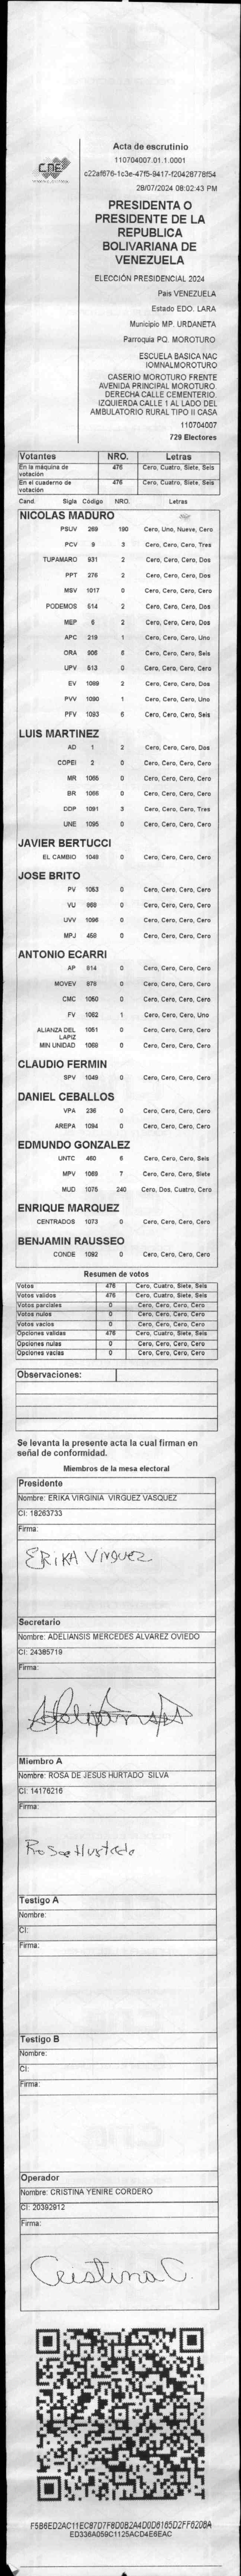 CNE
Acta de escrutinio
110704007.01.1.0001
c22af676-1c3e-47f5-9417-f20428778f54
28/07/2024 08:02:43 PM
PRESIDENTA O
PRESIDENTE DE LA
REPUBLICA
BOLIVARIANA DE
VENEZUELA
ELECCIÓN PRESIDENCIAL 2024
País VENEZUELA
Estado EDO. LARA
Municipio MP. URDANETA
Parroquia PQ. MOROTURO
ESCUELA BASICA NAC
IOMNALMOROTURO
CASERIO MOROTURO FRENTE
AVENIDA PRINCIPAL MOROTURO.
DERECHA CALLE CEMENTERIO.
IZQUIERDA CALLE 1 AL LADO DEL
AMBULATORIO RURAL TIPO II CASA
110704007
729 Electores
Votantes NRO. Letras
En la máquina de votación 476 Cero, Cuatro, Siete, Seis
En el cuaderno de votación 476 Cero, Cuatro, Siete, Seis
Cand. Sigla Código NRO. Letras
NICOLAS MADURO
PSUV 269 190 Cero, Uno, Nueve, Cero
PCV 9 3 Cero, Cero, Cero, Tres
TUPAMARO 931 2 Cero, Cero, Cero, Dos
PPT 276 2 Cero, Cero, Cero, Dos
MSV 1017 0 Cero, Cero, Cero, Cero
PODEMOS 514 2 Cero, Cero, Cero, Dos
MEP 6 2 Cero, Cero, Cero, Dos
APC 219 1 Cero, Cero, Cero, Uno
ORA 906 6 Cero, Cero, Cero, Seis
UPV 513 0 Cero, Cero, Cero, Cero
EV 1089 2 Cero, Cero, Cero, Dos
PVV 1090 1 Cero, Cero, Cero, Uno
PFV 1093 6 Cero, Cero, Cero, Seis
LUIS MARTINEZ
AD 1 2 Cero, Cero, Cero, Dos
COPEI 2 0 Cero, Cero, Cero, Cero
MR 1065 0 Cero, Cero, Cero, Cero
BR 1066 0 Cero, Cero, Cero, Cero
DDP 1091 3 Cero, Cero, Cero, Tres
UNE 1095 0 Cero, Cero, Cero, Cero
JAVIER BERTUCCI
EL CAMBIO 1048 0 Cero, Cero, Cero, Cero
JOSE BRITO
PV 1053 0 Cero, Cero, Cero, Cero
VU 988 0 Cero, Cero, Cero, Cero
UVV 1096 0 Cero, Cero, Cero, Cero
MPJ 458 0 Cero, Cero, Cero, Cero
ANTONIO ECARRI
AP 614 0 Cero, Cero, Cero, Cero
MOVEV 878 0 Cero, Cero, Cero, Cero
CMC 1050 0 Cero, Cero, Cero, Cero
FV 1062 1 Cero, Cero, Cero, Uno
ALIANZA DEL LAPIZ 1051 0 Cero, Cero, Cero, Cero
MIN UNIDAD 1068 0 Cero, Cero, Cero, Cero
CLAUDIO FERMIN
SPV 1049 0 Cero, Cero, Cero, Cero
DANIEL CEBALLOS
VPA 236 0 Cero, Cero, Cero, Cero
AREPA 1094 0 Cero, Cero, Cero, Cero
EDMUNDO GONZALEZ
UNTC 460 6 Cero, Cero, Cero, Seis
MPV 1069 7 Cero, Cero, Cero, Siete
MUD 1075 240 Cero, Dos, Cuatro, Cero
ENRIQUE MARQUEZ
CENTRADOS 1073 0 Cero, Cero, Cero, Cero
BENJAMIN RAUSSEO
CONDE 1092 0 Cero, Cero, Cero, Cero
Resumen de votos
Votos 476 Cero, Cuatro, Siete, Seis
Votos validos 476 Cero, Cuatro, Siete, Seis
Votos parciales 0 Cero, Cero, Cero, Cero
Votos nulos 0 Cero, Cero, Cero, Cero
Votos vacios 0 Cero, Cero, Cero, Cero
Opciones validas 476 Cero, Cuatro, Siete, Seis
Opciones nulas 0 Cero, Cero, Cero, Cero
Opciones vacias 0 Cero, Cero, Cero, Cero
Observaciones:
Se levanta la presente acta la cual firman en
señal de conformidad.
Miembros de la mesa electoral
Presidente
Nombre: ERIKA VIRGINIA VIRGUEZ VASQUEZ
CI: 18263733
Firma:
ERIKA Virguez
Secretario
Nombre: ADELIANSIS MERCEDES ALVAREZ OVIEDO
CI: 24385719
Firma:
Miembro A
Nombre: ROSA DE JESUS HURTADO SILVA
CI: 14176216
Firma:
Rosa Hurtado
Testigo A
Nombre:
CI:
Firma:
Testigo B
Nombre:
CI:
Firma:
Operador
Nombre: CRISTINA YENIRE CORDERO
CI: 20392912
Firma:
Cristina C.
F5B6ED2AC11EC87D7F8D0B2A4D0D6165D2FF6208A
ED336A059C1125ACD4E6EAC